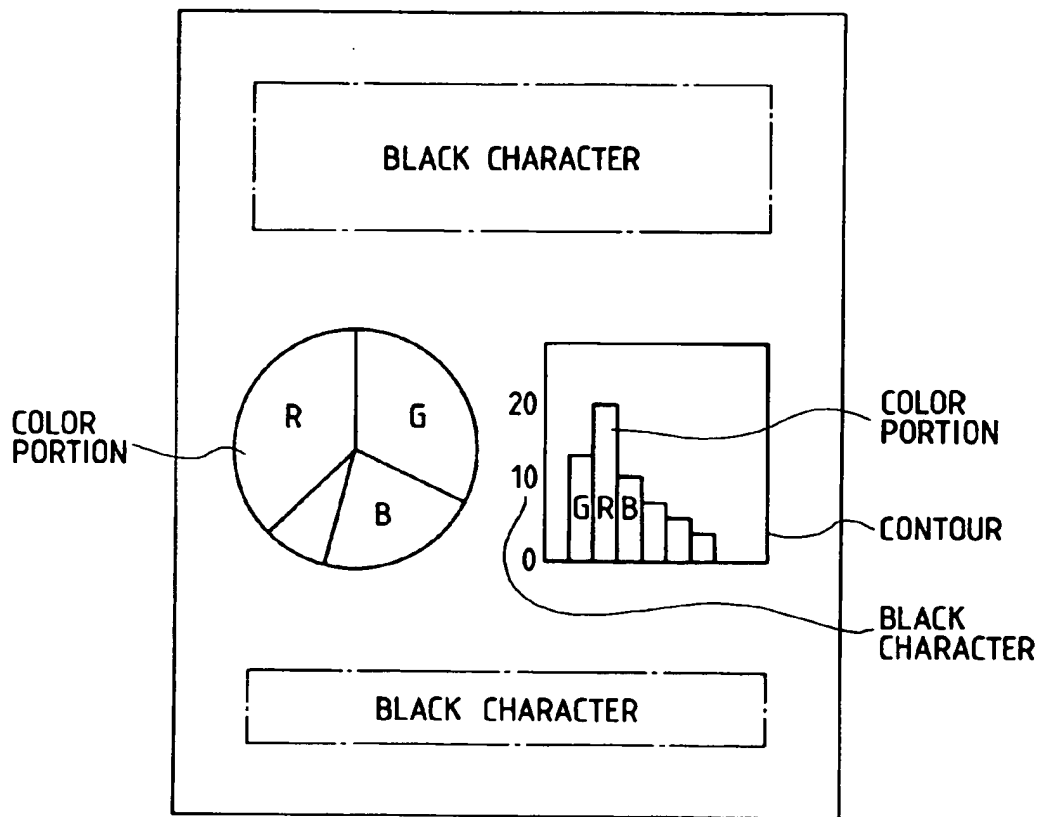 BLACK CHARACTER
R
G
B
COLOR
PORTION
20
10
0
G R B
COLOR
PORTION
CONTOUR
BLACK
CHARACTER
BLACK CHARACTER